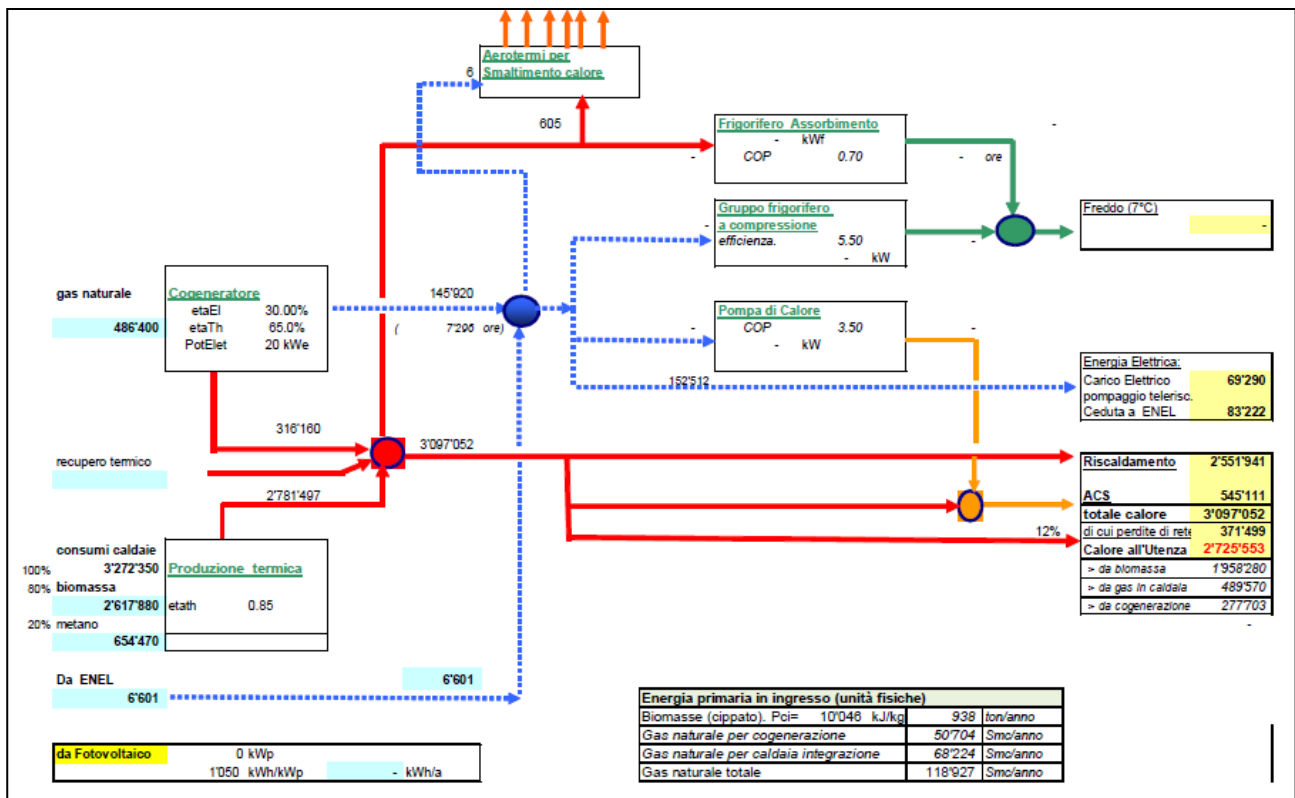 Aerotermi per
Smaltimento calore
6
605
Frigorifero Assorbimento
- kWf
COP 0.70
-
- ore
-
Gruppo frigorifero
a compressione
efficienza. 5.50
- kW
-
-
Freddo (7°C)
-
gas naturale
486'400
Cogeneratore
etaEl 30.00%
etaTh 65.0%
PotElet 20 kWe
145'920
( 7'296 ore)
Pompa di Calore
COP 3.50
- kW
-
-
152'512
Energia Elettrica:
Carico Elettrico 69'290
pompaggio telerisc.
Ceduta a ENEL 83'222
316'160
3'097'052
recupero termico
2'781'497
Riscaldamento 2'551'941
ACS 545'111
totale calore 3'097'052
12%
di cui perdite di rete 371'499
Calore all'Utenza 2'725'553
> da biomassa 1'958'280
> da gas in caldaia 489'570
> da cogenerazione 277'703
-
consumi caldaie
100% 3'272'350
80% biomassa
2'617'880
20% metano
654'470
Produzione termica
etath 0.85
Da ENEL
6'601
6'601
da Fotovoltaico 0 kWp
1'050 kWh/kWp - kWh/a
Energia primaria in ingresso (unità fisiche)
Biomasse (cippato). Pci= 10'046 kJ/kg 938 ton/anno
Gas naturale per cogenerazione 50'704 Smc/anno
Gas naturale per caldaia integrazione 68'224 Smc/anno
Gas naturale totale 118'927 Smc/anno